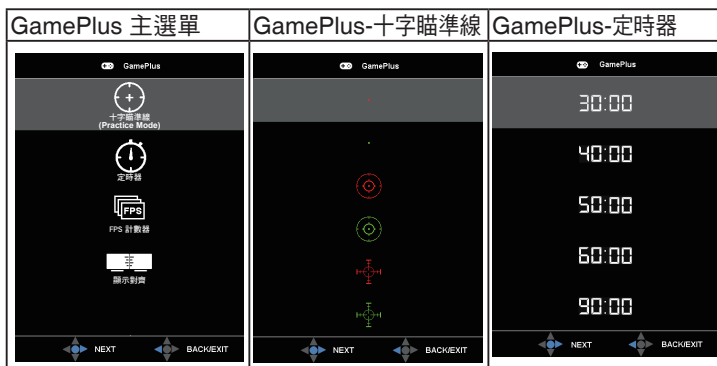 GamePlus 主選單
GamePlus-十字瞄準線
GamePlus-定時器
GamePlus
十字瞄準線
(Practice Mode)
定時器
FPS
FPS 計數器
顯示對齊
NEXT BACK/EXIT
GamePlus
NEXT BACK/EXIT
GamePlus
30:00
40:00
50:00
60:00
90:00
NEXT BACK/EXIT